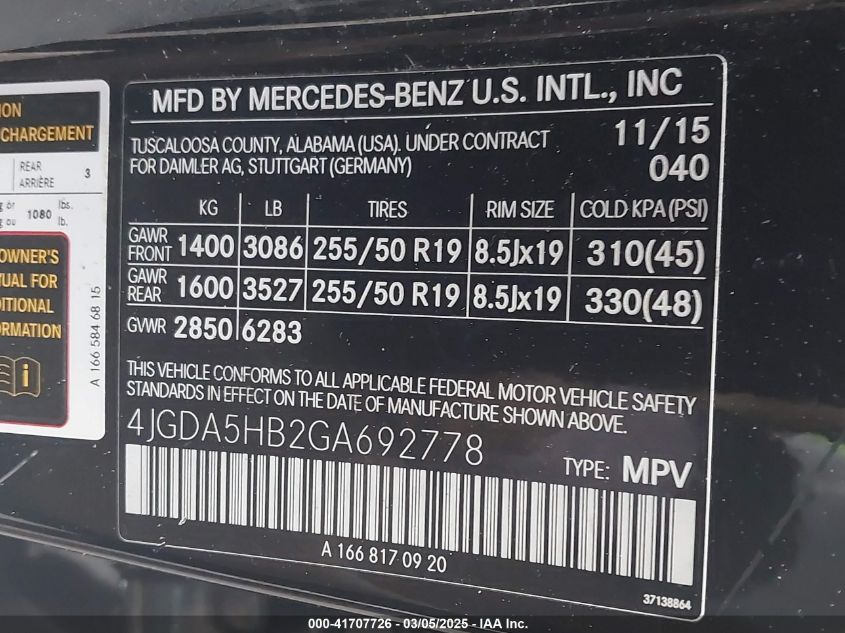 ION
CHARGEMENT
REAR
ARRIÈRE
3
g or
g ou
1080
lbs.
lb.
OWNER'S
UAL FOR
DITIONAL
ORMATION
A 166 584 68 15
MFD BY MERCEDES-BENZ U.S. INTL., INC
TUSCALOOSA COUNTY, ALABAMA (USA). UNDER CONTRACT
FOR DAIMLER AG, STUTTGART (GERMANY)
11/15
040
KG LB TIRES RIM SIZE COLD KPA (PSI)
GAWR FRONT 1400 3086 255/50 R19 8.5Jx19 310(45)
GAWR REAR 1600 3527 255/50 R19 8.5Jx19 330(48)
GVWR 2850 6283
THIS VEHICLE CONFORMS TO ALL APPLICABLE FEDERAL MOTOR VEHICLE SAFETY
STANDARDS IN EFFECT ON THE DATE OF MANUFACTURE SHOWN ABOVE.
4JGDA5HB2GA692778
TYPE: MPV
A 166 817 09 20
37138864
000-41707726 - 03/05/2025 - IAA Inc.